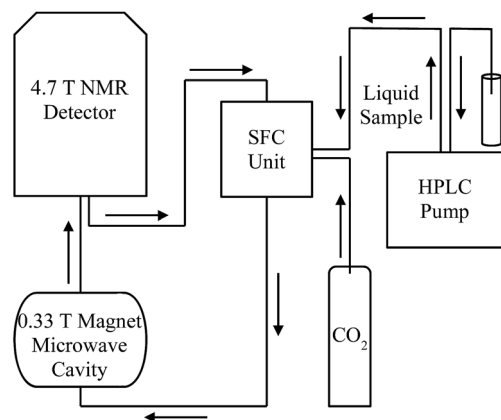 4.7 T NMR
Detector
SFC
Unit
Liquid
Sample
HPLC
Pump
0.33 T Magnet
Microwave
Cavity
CO₂